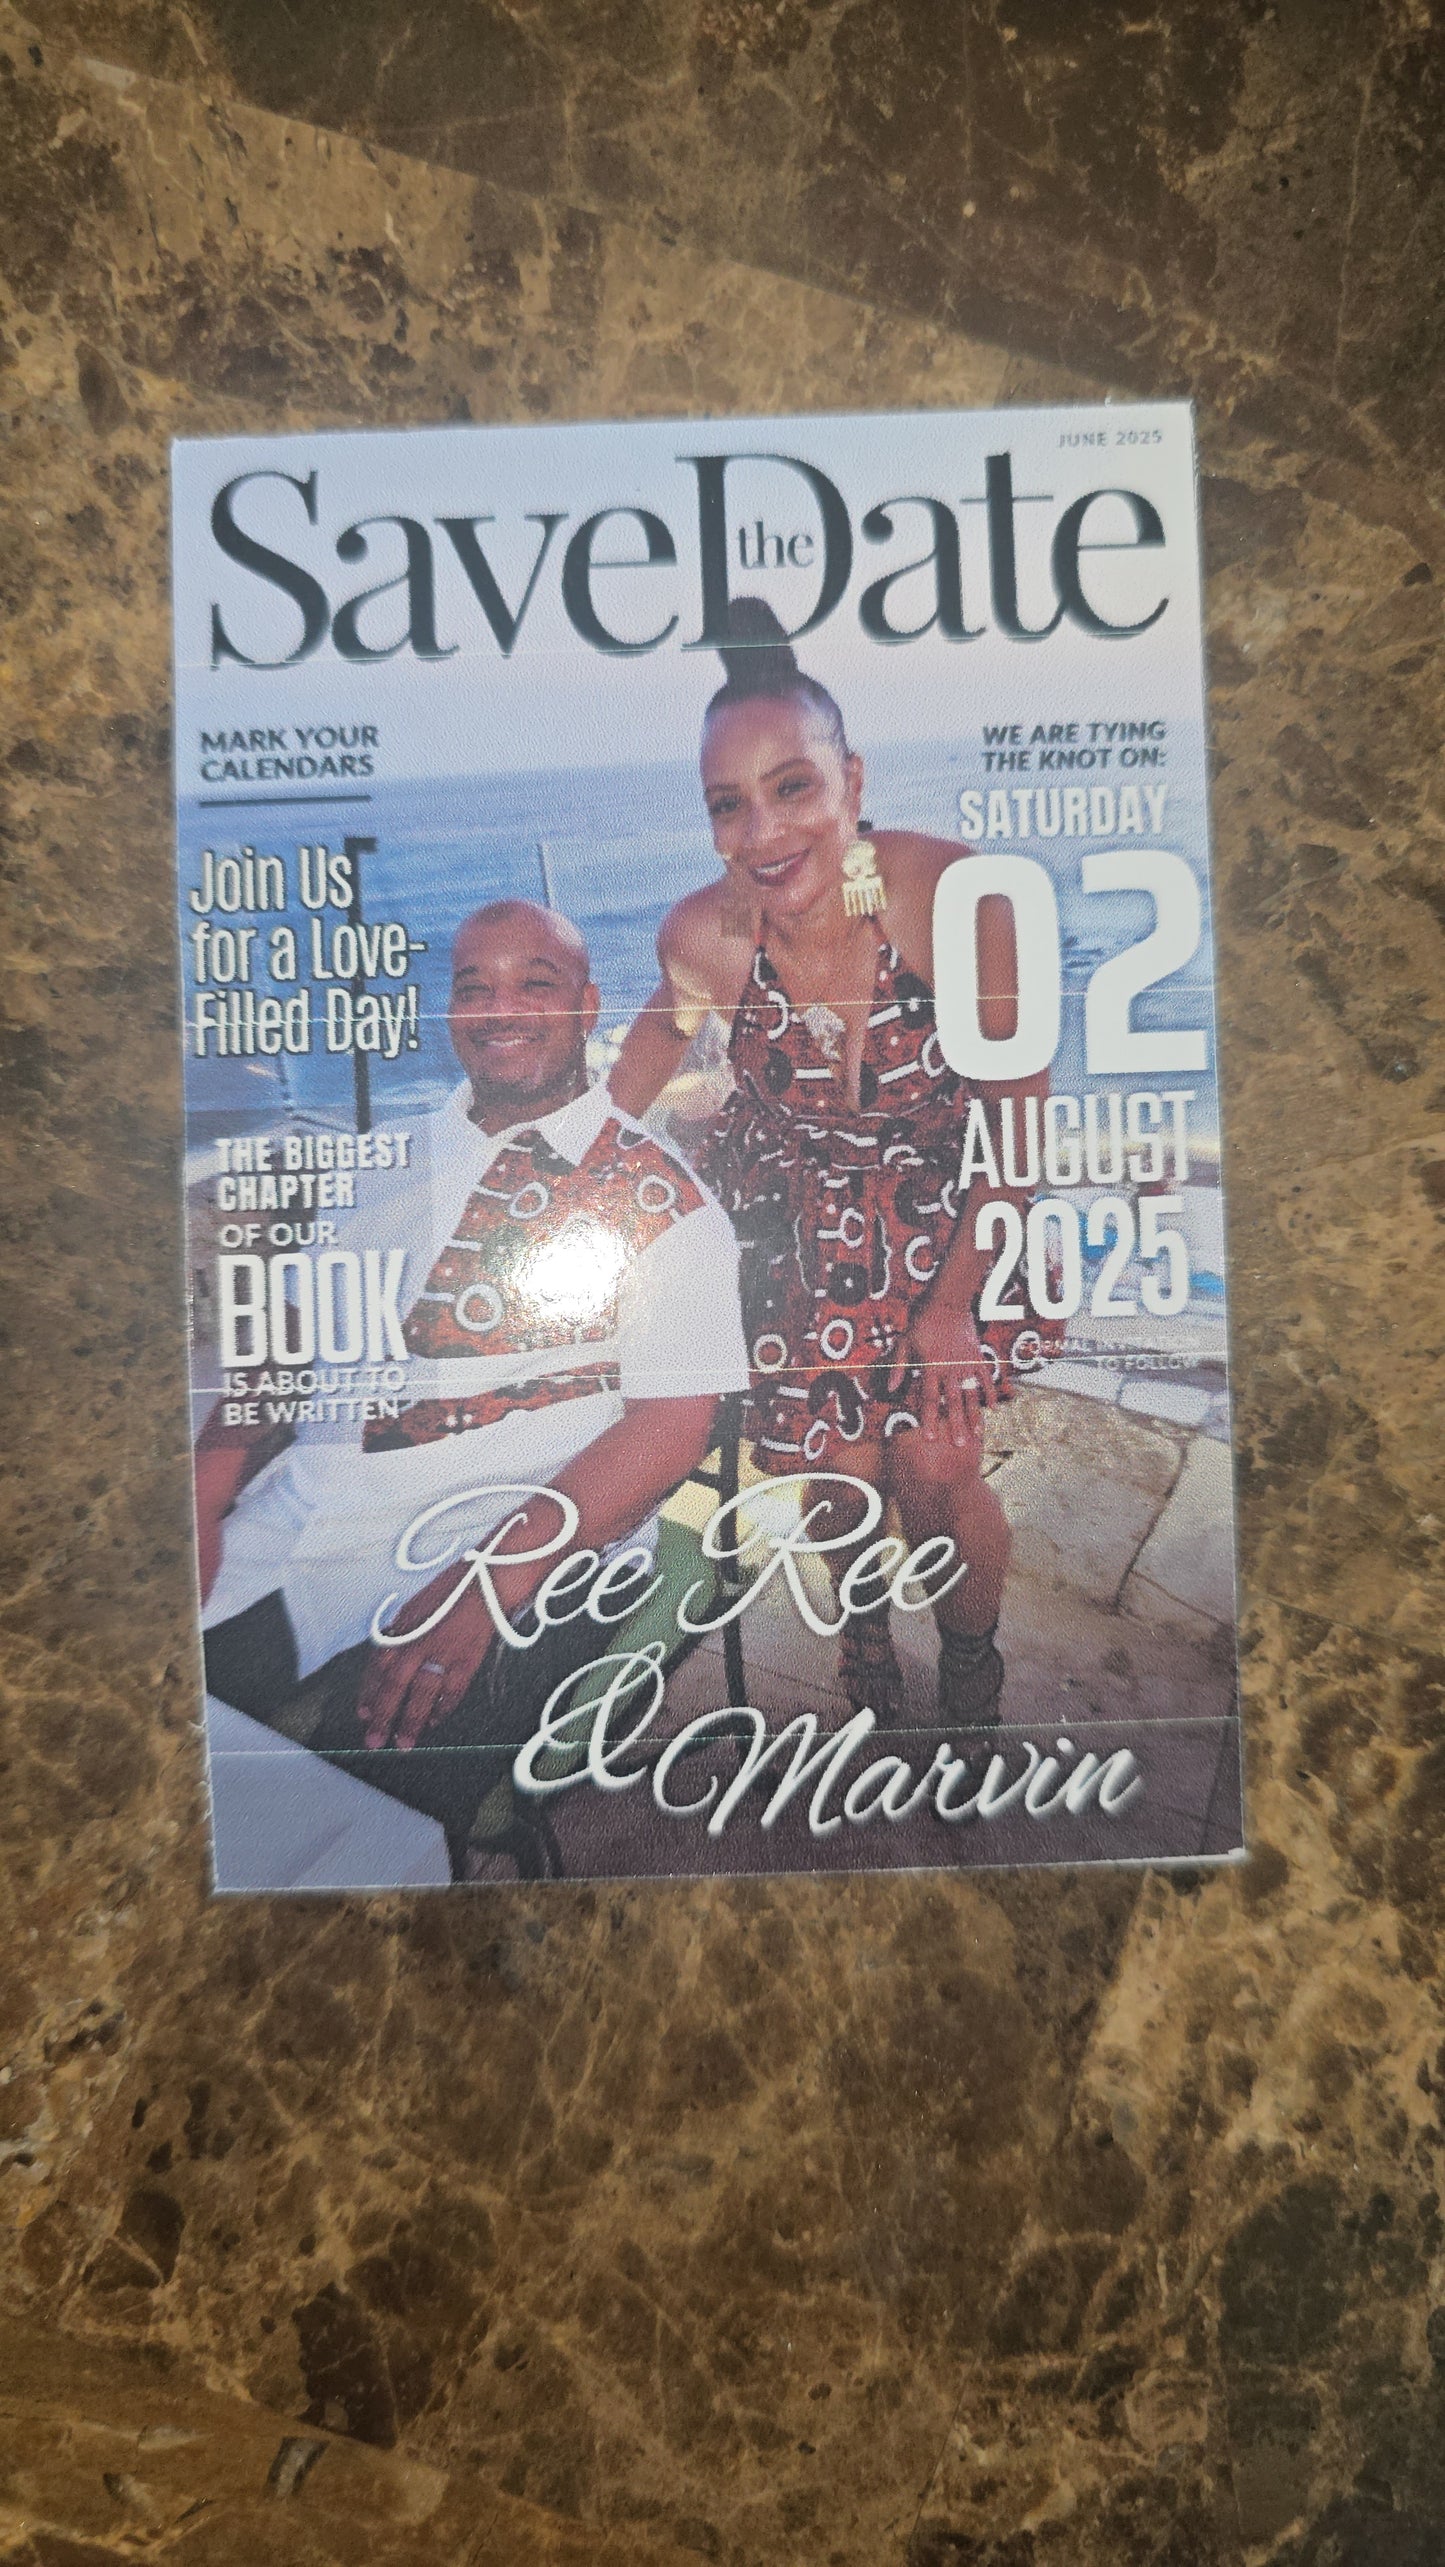 JUNE 2025
Save the Date
MARK YOUR
CALENDARS
Join Us
for a Love-
Filled Day!
THE BIGGEST
CHAPTER
OF OUR
BOOK
IS ABOUT TO
BE WRITTEN
WE ARE TYING
THE KNOT ON:
SATURDAY
02
AUGUST
2025
FORMAL
TO FOLLOW
Ree Ree
& Marvin